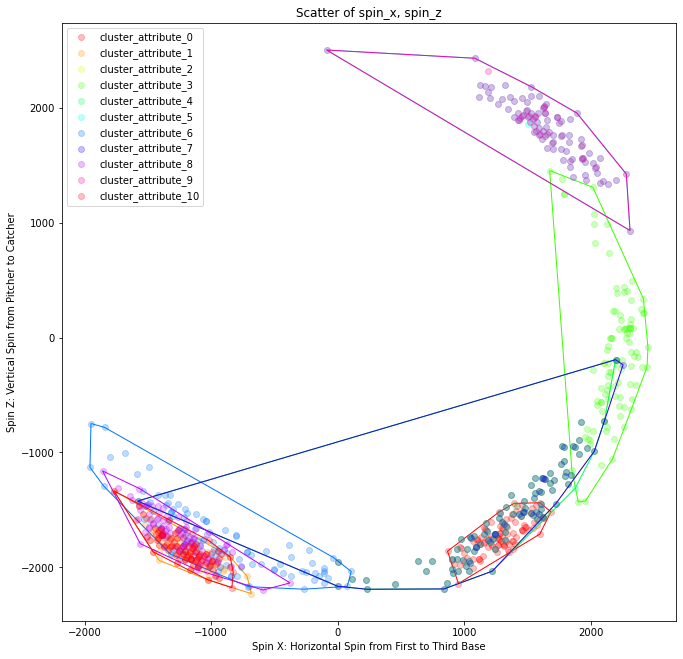 Scatter of spin_x, spin_z
cluster_attribute_0
cluster_attribute_1
cluster_attribute_2
cluster_attribute_3
cluster_attribute_4
cluster_attribute_5
cluster_attribute_6
cluster_attribute_7
cluster_attribute_8
cluster_attribute_9
cluster_attribute_10
Spin Z: Vertical Spin from Pitcher to Catcher
2000
1000
0
−1000
−2000
−2000 −1000 0 1000 2000
Spin X: Horizontal Spin from First to Third Base